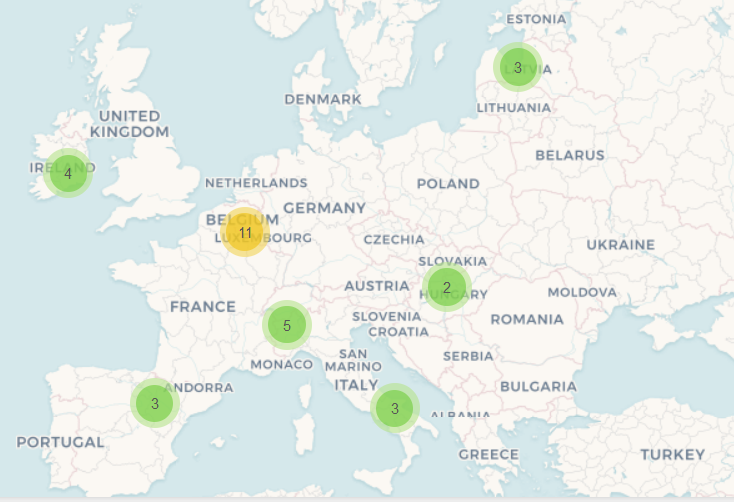 ESTONIA
3
LATVIA
DENMARK
LITHUANIA
UNITED
KINGDOM
BELARUS
IRELAND
4
NETHERLANDS
POLAND
GERMANY
BELGIUM
11
LUXEMBOURG
CZECHIA
UKRAINE
SLOVAKIA
AUSTRIA
2
HUNGARY
MOLDOVA
FRANCE
SLOVENIA
ROMANIA
5
CROATIA
SAN
MARINO
SERBIA
MONACO
ITALY
ANDORRA
BULGARIA
3
3
ALBANIA
PORTUGAL
GREECE
TURKEY